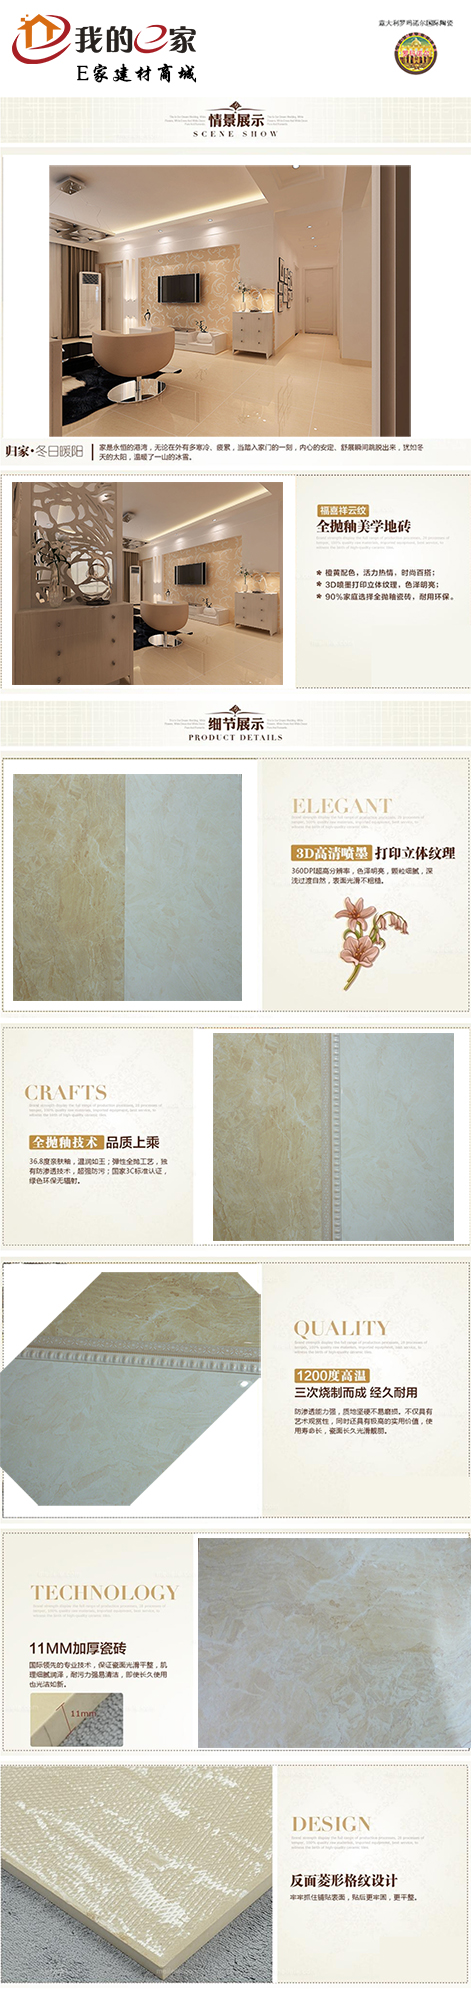 我的e家
E家建材商城
意大利罗玛诺尔国际陶瓷
情景展示
SCENE SHOW
归家·冬日暖阳
家是永恒的港湾，无论在外有多寒冷、疲累，当踏入家门的一刻，内心的安定、舒展瞬间跳脱出来，犹如冬
天的太阳，温暖了一山的冰雪。
福喜祥云纹
全抛釉美学地砖
* 橙黄配色，活力热情，时尚百搭；
* 3D喷墨打印立体纹理，色泽明亮；
* 90%家庭选择全抛釉瓷砖，耐用环保。
细节展示
PRODUCT DETAILS
ELEGANT
3D高清喷墨 打印立体纹理
360DPI超高分辨率，色泽明亮，颗粒细腻，深
浅过渡自然，表面光滑不粗糙。
CRAFTS
全抛釉技术 品质上乘
36.8度亲肤釉，温润如玉；弹性全抛工艺，独
有防渗透技术，超强防污；国家3C标准认证，
绿色环保无辐射。
QUALITY
1200度高温
三次烧制而成 经久耐用
防渗透能力强，质地坚硬不易磨损。不仅具有
艺术观赏性，同时还具有极高的实用价值，使
用寿命长，瓷面长久光滑靓丽。
TECHNOLOGY
11MM加厚瓷砖
国际领先的专业技术，保证瓷面光滑平整，肌
理细腻润泽，耐污力强易清洁，即使长久使用
也光洁如新。
11mm
DESIGN
反面菱形格纹设计
牢牢抓住铺贴表面，贴后更牢固，更平整。